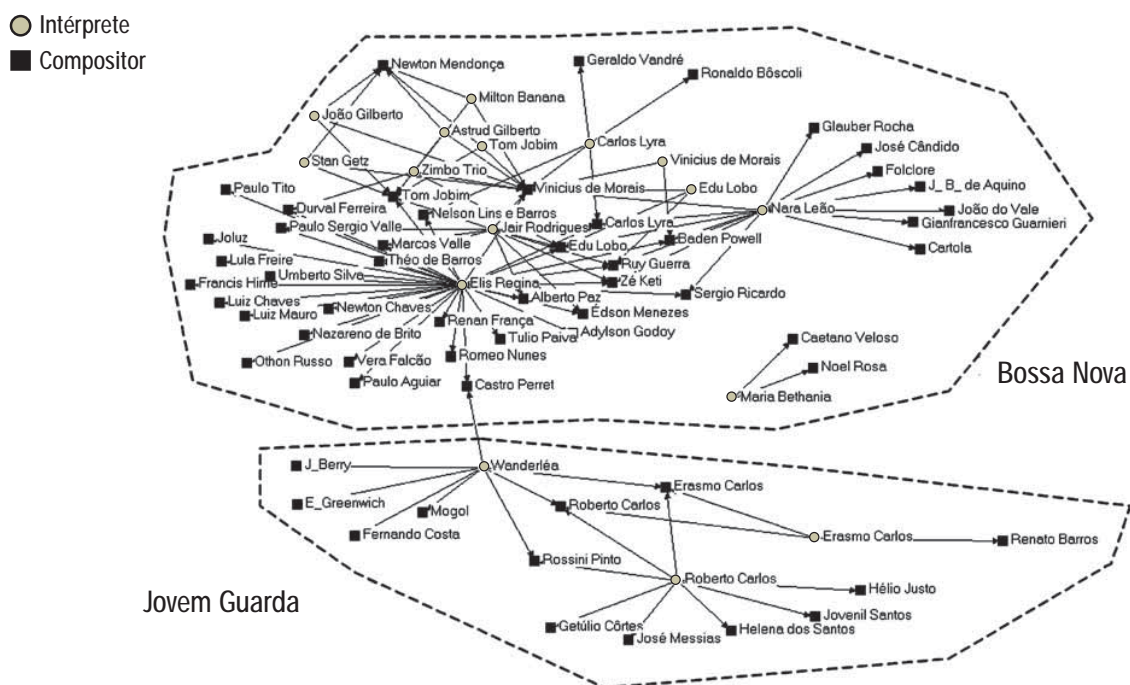 Intérprete
Compositor
Newton Mendonça
Geraldo Vandré
Ronaldo Bôscoli
Milton Banana
João Gilberto
Astrud Gilberto
Tom Jobim
Carlos Lyra
Glauber Rocha
José Cândido
Stan Getz
Zimbo Trio
Vinicius de Morais
Folclore
Paulo Tito
Tom Jobim
Vinicius de Morais
Edu Lobo
J_ B_ de Aquino
Durval Ferreira
Nelson Lins e Barros
Nara Leão
João do Vale
Paulo Sergio Valle
Jair Rodrigues
Carlos Lyra
Gianfrancesco Guarnieri
Joluz
Marcos Valle
Edu Lobo
Baden Powell
Cartola
Lula Freire
Théo de Barros
Ruy Guerra
Francis Hime
Umberto Silva
Elis Regina
Zé Keti
Luiz Chaves
Newton Chaves
Alberto Paz
Sergio Ricardo
Luiz Mauro
Renan França
Édson Menezes
Nazareno de Brito
Tulio Paiva
Adylson Godoy
Caetano Veloso
Othon Russo
Vera Falcão
Romeo Nunes
Noel Rosa
Bossa Nova
Paulo Aguiar
Castro Perret
Maria Bethania
J_Berry
Wanderléa
Erasmo Carlos
E_Greenwich
Mogol
Roberto Carlos
Fernando Costa
Erasmo Carlos
Renato Barros
Rossini Pinto
Roberto Carlos
Hélio Justo
Jovem Guarda
Jovenil Santos
Getúlio Côrtes
José Messias
Helena dos Santos